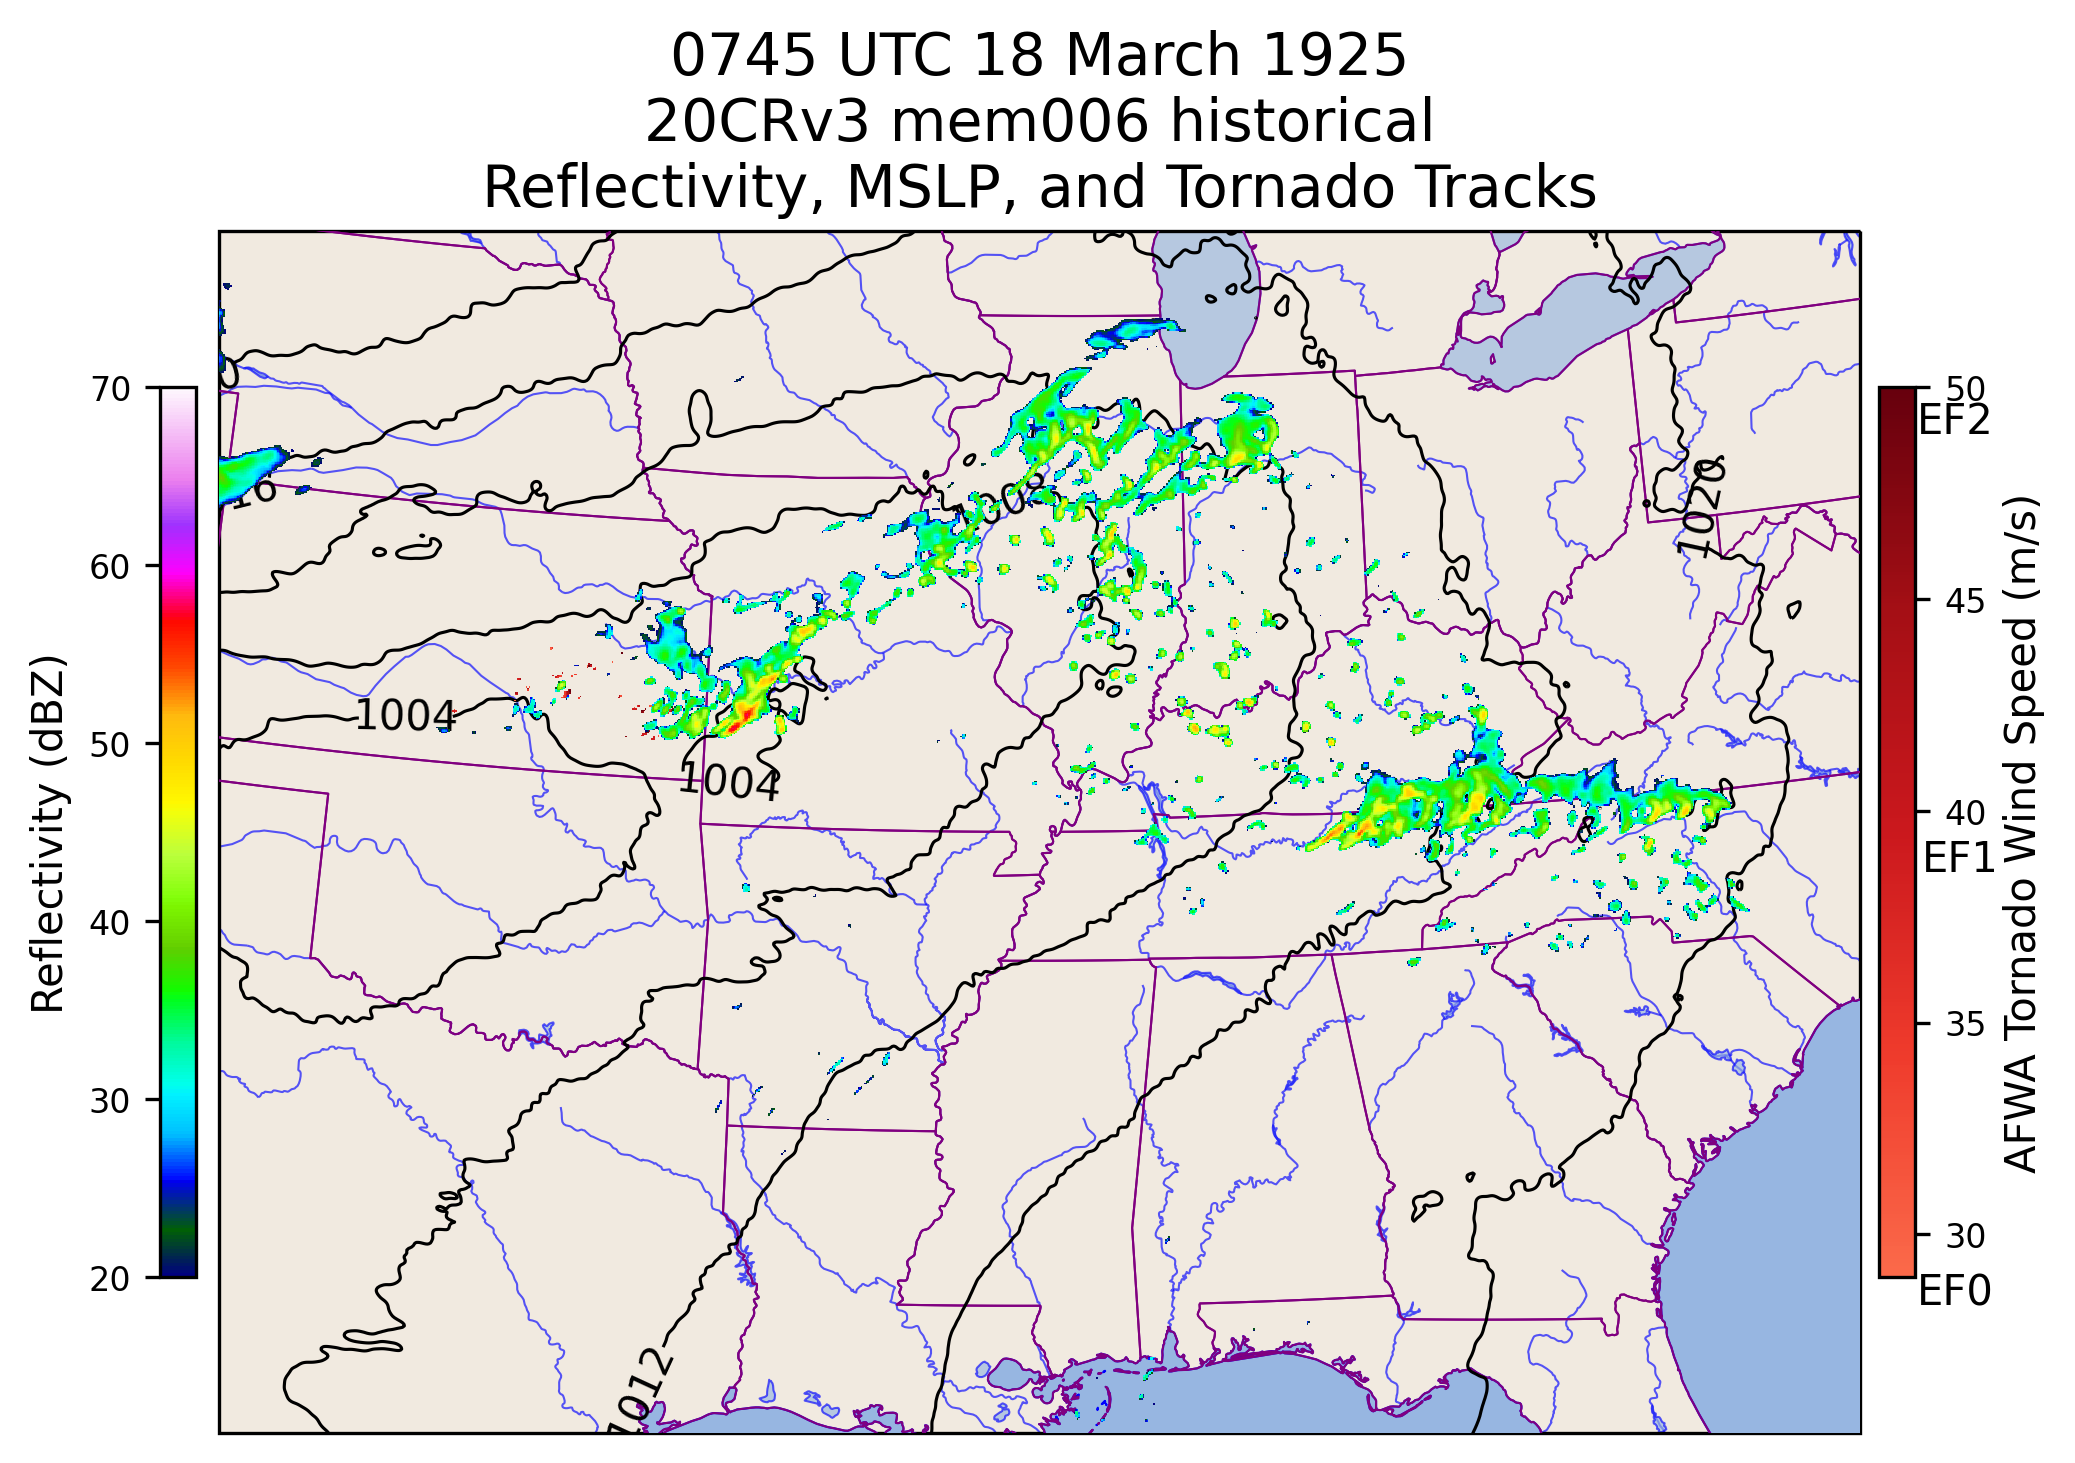 0745 UTC 18 March 1925
20CRv3 mem006 historical
Reflectivity, MSLP, and Tornado Tracks
70
60
50
40
30
20
Reflectivity (dBZ)
16
1008
1020
1004
1004
1012
50
EF2
45
40
EF1
35
30
EF0
AFWA Tornado Wind Speed (m/s)